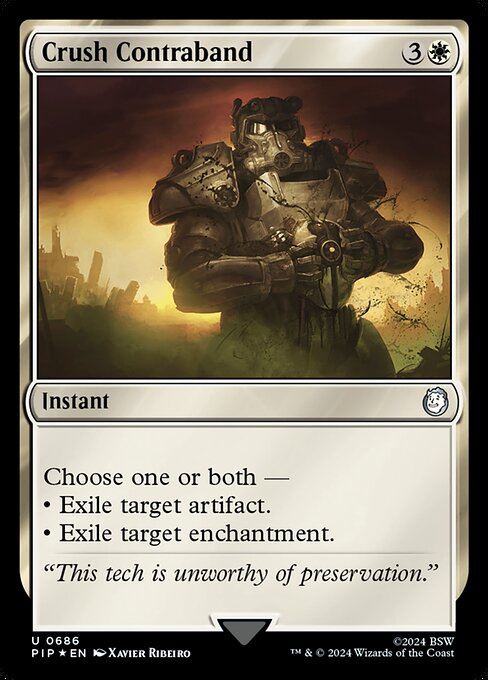 Crush Contraband 3
Instant
Choose one or both —
• Exile target artifact.
• Exile target enchantment.
“This tech is unworthy of preservation.”
U 0686 ©2024 BSW
PIP★EN Xavier Ribeiro ™ & © 2024 Wizards of the Coast